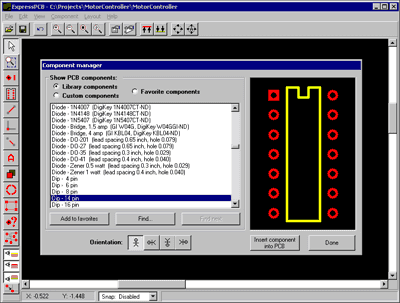 ExpressPCB - C:\Projects\MotorController\MotorController
File Edit View Component Layout Help
Component manager
Show PCB components:
Library components
Favorite components
Custom components
Diode - 1N4007 (DigiKey 1N4007CT-ND)
Diode - 1N4148 (DigiKey 1N4148CT-ND)
Diode - 1N5407 (DigiKey 1N5407CT-ND)
Diode - Bridge, 1.5 amp (GI W04G, DigiKey W04GGI-ND)
Diode - Bridge, 4 amp (GI KBL04, DigiKey KBL04-ND)
Diode - DO-201 (lead spacing 0.65 inch, hole 0.079)
Diode - DO-27 (lead spacing 0.65 inch, hole 0.079)
Diode - DO-35 (lead spacing 0.3 inch, hole 0.029)
Diode - DO-41 (lead spacing 0.4 inch, hole 0.040)
Diode - Zener 0.5 watt (lead spacing 0.3 inch, hole 0.029)
Diode - Zener 1 watt (lead spacing 0.4 inch, hole 0.040)
Dip - 4 pin
Dip - 6 pin
Dip - 8 pin
Dip - 14 pin
Dip - 16 pin
Add to favorites
Find...
Find next
Orientation:
Insert component
into PCB
Done
X: -0.522
Y: -1.448
Snap: Disabled